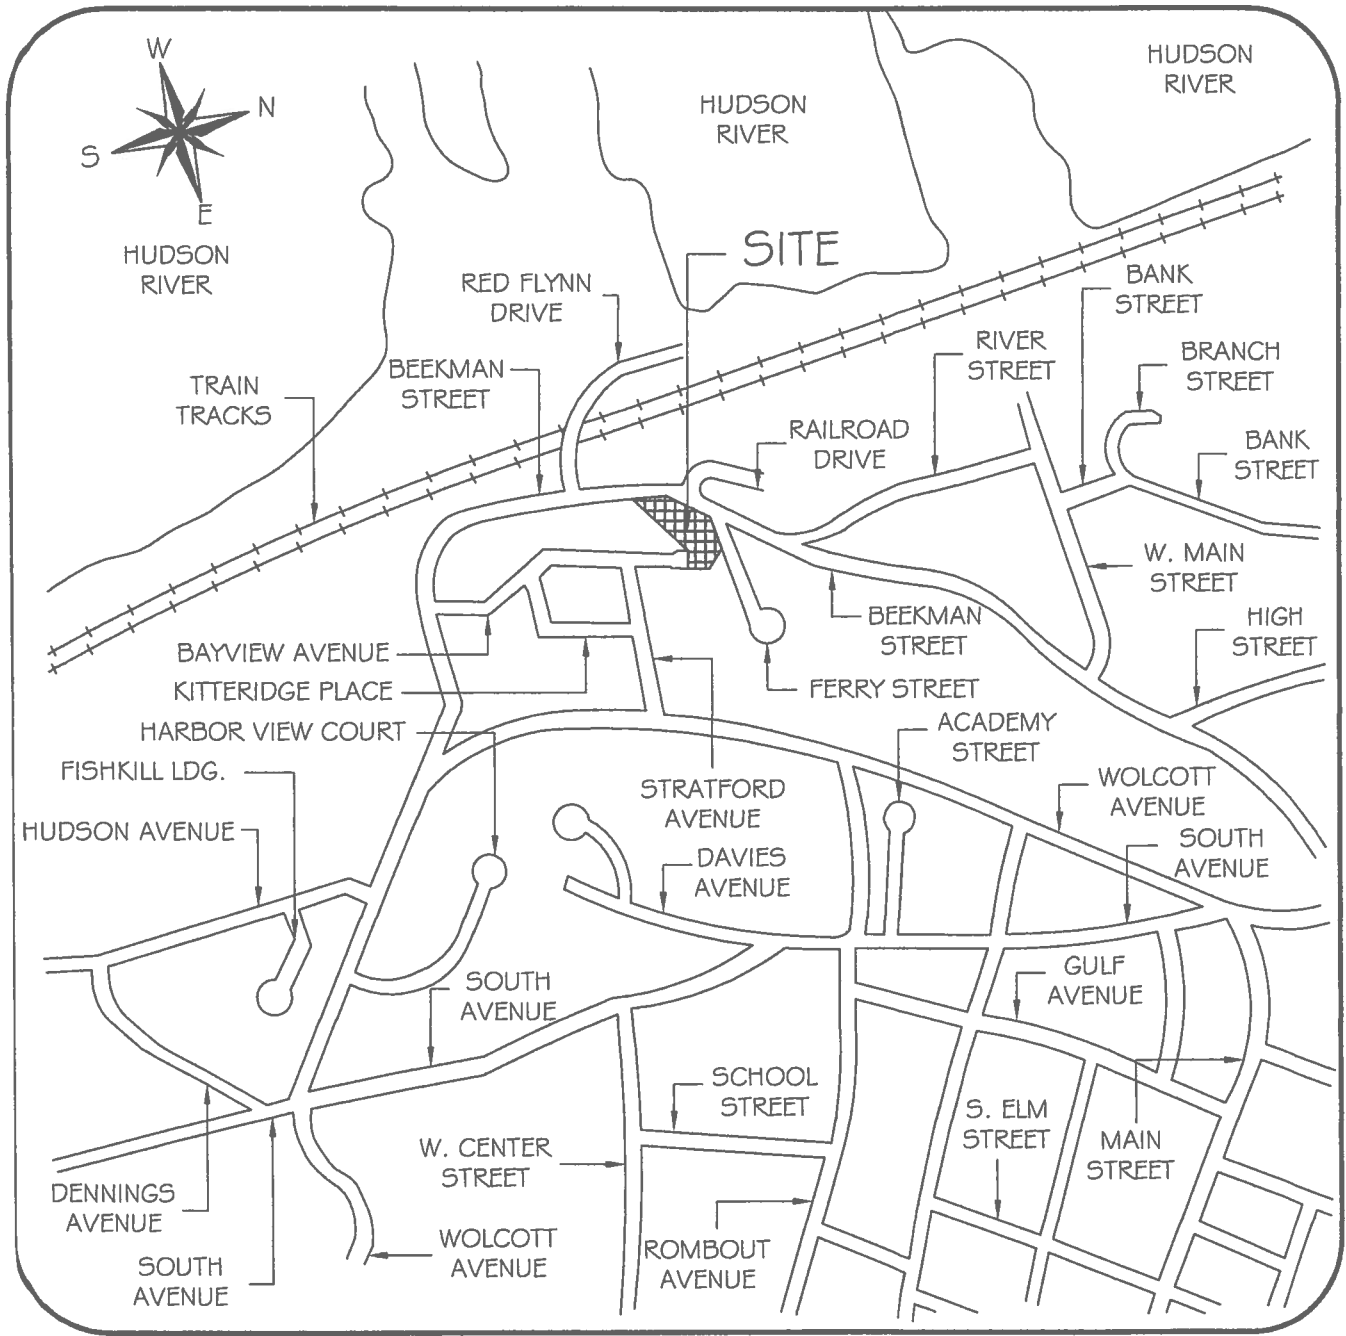 W
N
S
E
HUDSON
RIVER
HUDSON
RIVER
HUDSON
RIVER
SITE
RED FLYNN
DRIVE
BANK
STREET
RIVER
STREET
BRANCH
STREET
BEEKMAN
STREET
TRAIN
TRACKS
RAILROAD
DRIVE
BANK
STREET
W. MAIN
STREET
BEEKMAN
STREET
HIGH
STREET
BAYVIEW AVENUE
KITTERIDGE PLACE
FERRY STREET
HARBOR VIEW COURT
ACADEMY
STREET
FISHKILL LDG.
STRATFORD
AVENUE
WOLCOTT
AVENUE
HUDSON AVENUE
SOUTH
AVENUE
DAVIES
AVENUE
SOUTH
AVENUE
GULF
AVENUE
SCHOOL
STREET
S. ELM
STREET
MAIN
STREET
W. CENTER
STREET
DENNINGS
AVENUE
WOLCOTT
AVENUE
ROMBOUT
AVENUE
SOUTH
AVENUE